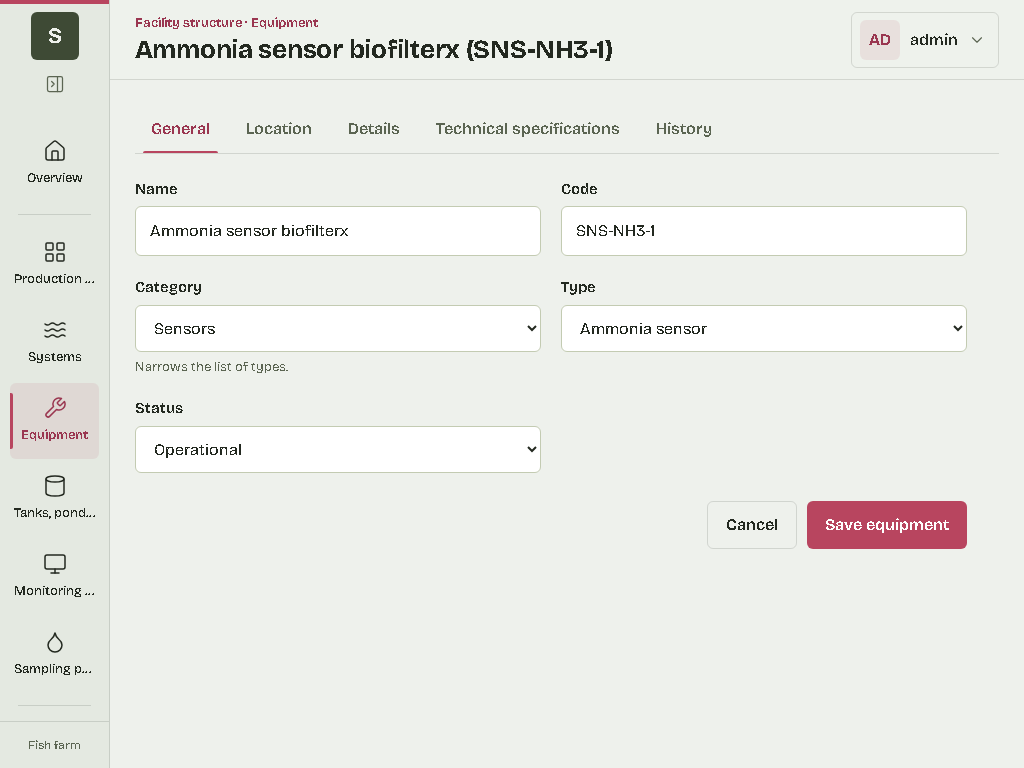 S
Overview
Production ...
Systems
Equipment
Tanks, pond...
Monitoring ...
Sampling p...
Fish farm
Facility structure · Equipment
Ammonia sensor biofilterx (SNS-NH3-1)
AD admin
General Location Details Technical specifications History
Name Code
Ammonia sensor biofilterx SNS-NH3-1
Category Type
Sensors Ammonia sensor
Narrows the list of types.
Status
Operational
Cancel Save equipment